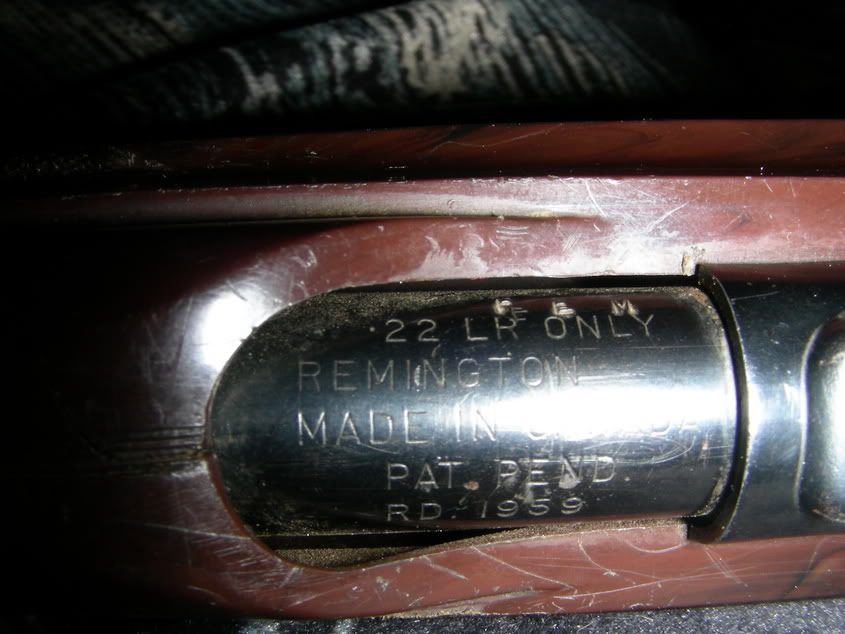 .22 LR ONLY
REMINGTON
MADE IN CANADA
PAT. PEND.
RD. 1959